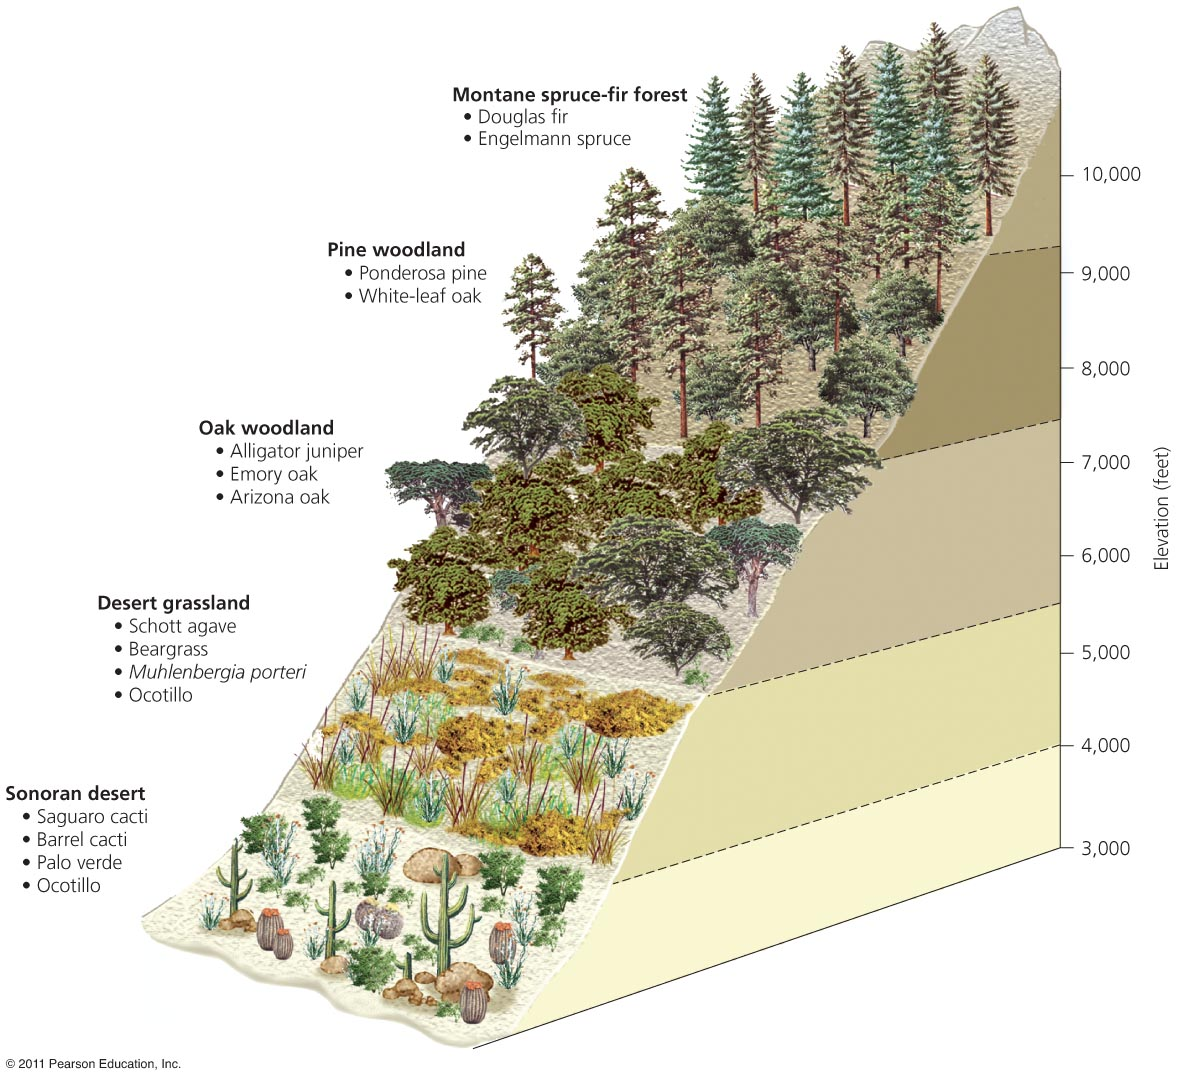 Montane spruce-fir forest
• Douglas fir
• Engelmann spruce
Pine woodland
• Ponderosa pine
• White-leaf oak
Oak woodland
• Alligator juniper
• Emory oak
• Arizona oak
Desert grassland
• Schott agave
• Beargrass
• Muhlenbergia porteri
• Ocotillo
Sonoran desert
• Saguaro cacti
• Barrel cacti
• Palo verde
• Ocotillo
10,000
9,000
8,000
7,000
6,000
5,000
4,000
3,000
Elevation (feet)
© 2011 Pearson Education, Inc.